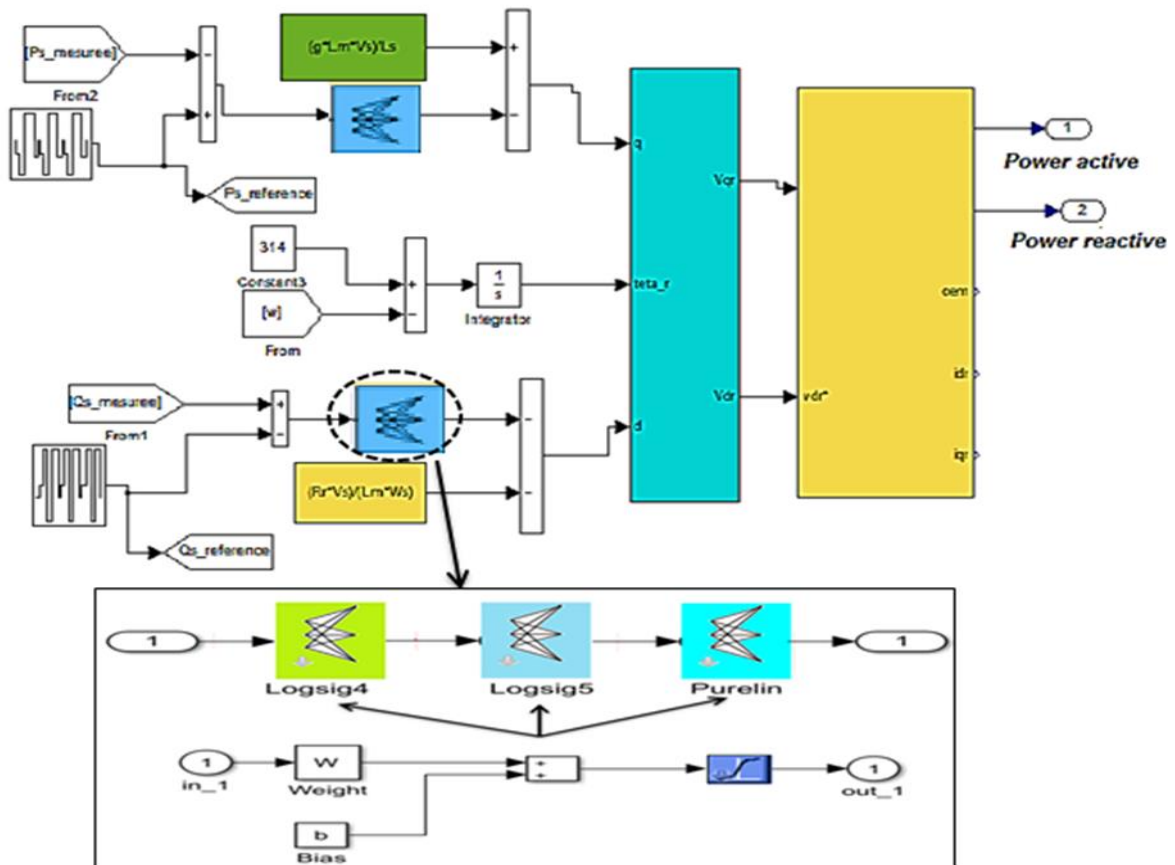 [Ps_mesuree]
From2
(g*Lm*Vs)/Ls
-
+
+
-
Ps_reference
q
Vqr
1
Power active
2
Power reactive
314
Constant3
[w]
From
+
-
1
s
Integrator
teta_r
cem
idr
iqr
[Qs_mesuree]
From1
+
-
-
-
(Rr*Vs)/(Lm*Ws)
d
Vdr
vdr*
Qs_reference
1
Logsig4
Logsig5
Purelin
1
1
in_1
W
Weight
+
+
b
Bias
1
out_1